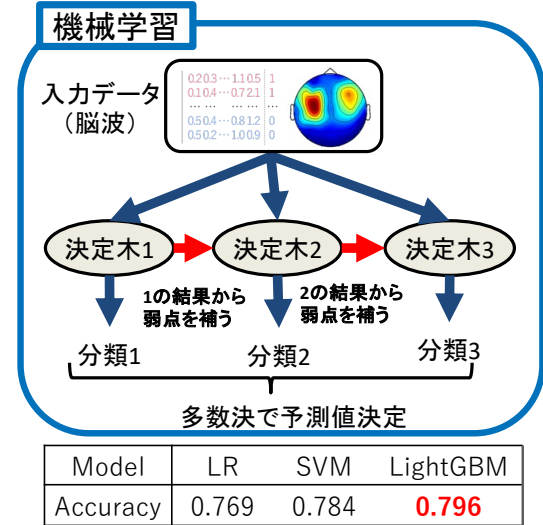 機械学習
入力データ
（脳波）
0.2 0.3 … 1.1 0.5 1
0.1 0.4 … 0.7 2.1 1
… … … … …
0.5 0.4 … 0.8 1.2 0
0.5 0.2 … 1.0 0.9 0
決定木1 決定木2 決定木3
1の結果から
弱点を補う
2の結果から
弱点を補う
分類1 分類2 分類3
多数決で予測値決定
Model LR SVM LightGBM
Accuracy 0.769 0.784 0.796